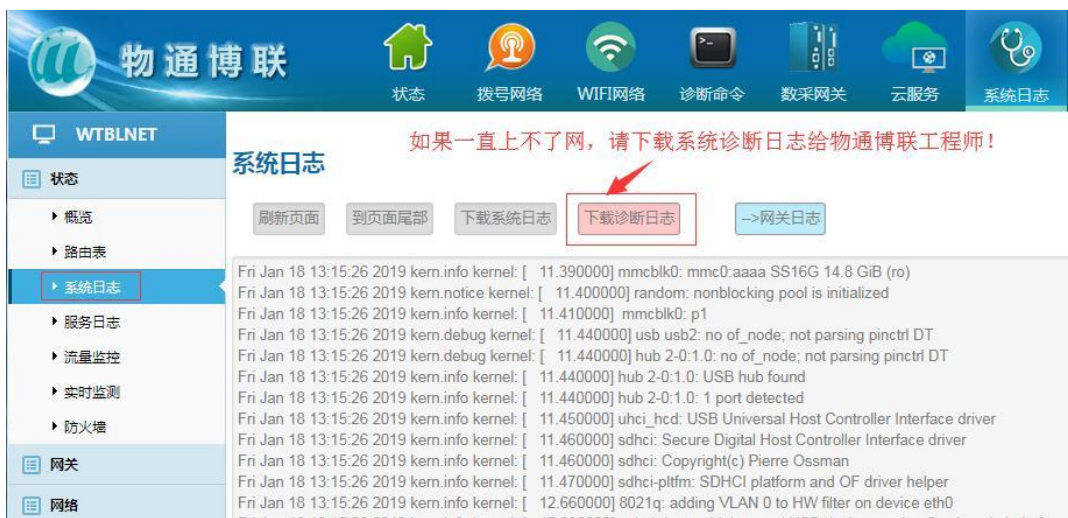 物通博联
状态
拨号网络
WIFI网络
诊断命令
数采网关
云服务
系统日志
WTBLNET
状态
概览
路由表
系统日志
服务日志
流量监控
实时监测
防火墙
网关
网络
如果一直上不了网，请下载系统诊断日志给物通博联工程师！
系统日志
刷新页面
到页面尾部
下载系统日志
下载诊断日志
-->网关日志
Fri Jan 18 13:15:26 2019 kern.info kernel: [ 11.390000] mmcblk0: mmc0:aaaa SS16G 14.8 GiB (ro)
Fri Jan 18 13:15:26 2019 kern.notice kernel: [ 11.400000] random: nonblocking pool is initialized
Fri Jan 18 13:15:26 2019 kern.info kernel: [ 11.410000] mmcblk0: p1
Fri Jan 18 13:15:26 2019 kern.debug kernel: [ 11.440000] usb usb2: no of_node; not parsing pinctrl DT
Fri Jan 18 13:15:26 2019 kern.debug kernel: [ 11.440000] hub 2-0:1.0: no of_node; not parsing pinctrl DT
Fri Jan 18 13:15:26 2019 kern.info kernel: [ 11.440000] hub 2-0:1.0: USB hub found
Fri Jan 18 13:15:26 2019 kern.info kernel: [ 11.440000] hub 2-0:1.0: 1 port detected
Fri Jan 18 13:15:26 2019 kern.info kernel: [ 11.450000] uhci_hcd: USB Universal Host Controller Interface driver
Fri Jan 18 13:15:26 2019 kern.info kernel: [ 11.460000] sdhci: Secure Digital Host Controller Interface driver
Fri Jan 18 13:15:26 2019 kern.info kernel: [ 11.460000] sdhci: Copyright(c) Pierre Ossman
Fri Jan 18 13:15:26 2019 kern.info kernel: [ 11.470000] sdhci-pltfm: SDHCI platform and OF driver helper
Fri Jan 18 13:15:26 2019 kern.info kernel: [ 12.660000] 8021q: adding VLAN 0 to HW filter on device eth0